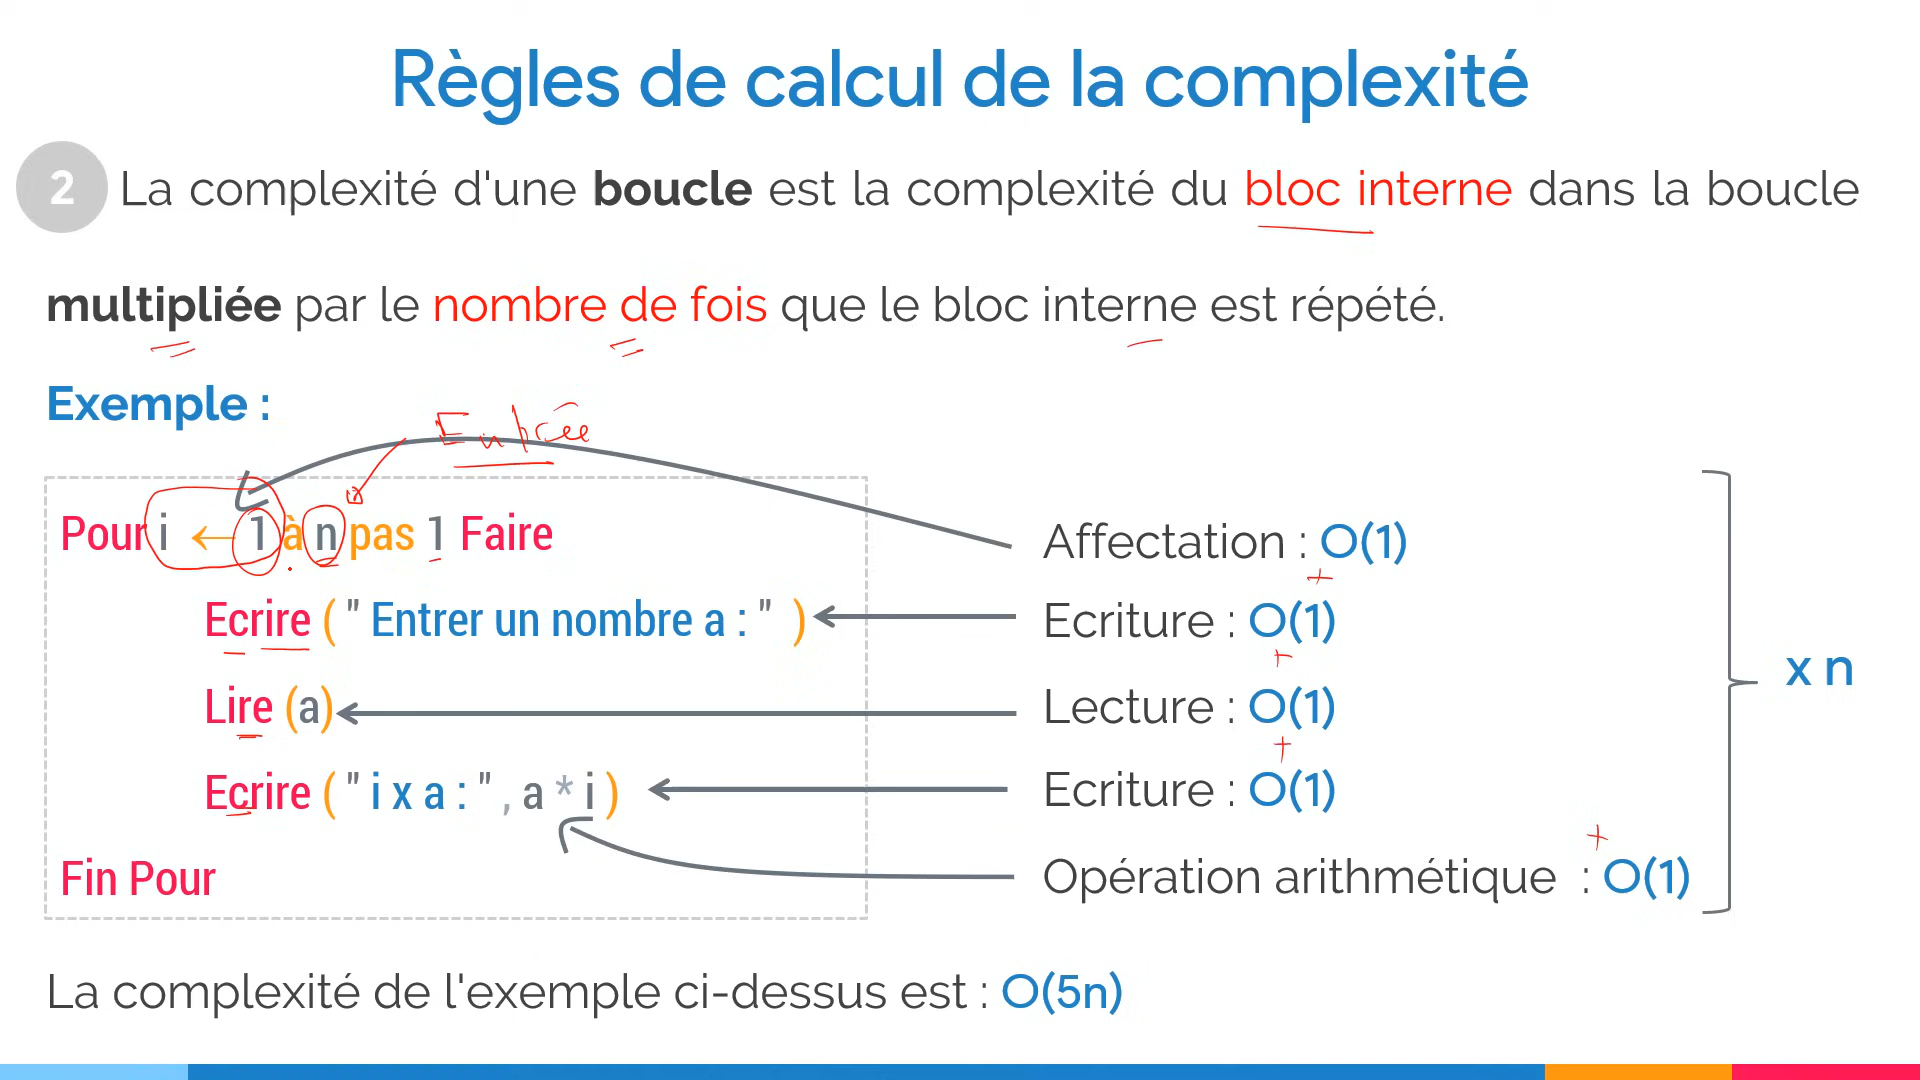 Règles de calcul de la complexité
2 La complexité d'une boucle est la complexité du bloc interne dans la boucle
multipliée par le nombre de fois que le bloc interne est répété.
Exemple :
Entrée
Pour i ← 1 à n pas 1 Faire
Affectation : O(1)
+
Ecrire ( " Entrer un nombre a : " )
Ecriture : O(1)
+
Lire (a)
Lecture : O(1)
+
Ecrire ( " i x a : " , a * i )
Ecriture : O(1)
+
Fin Pour
Opération arithmétique : O(1)
x n
La complexité de l'exemple ci-dessus est : O(5n)